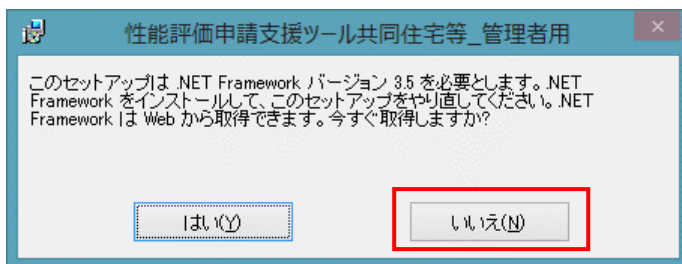 性能評価申請支援ツール共同住宅等_管理者用
このセットアップは .NET Framework バージョン 3.5 を必要とします。.NET
Framework をインストールして、このセットアップをやり直してください。.NET
Framework は Web から取得できます。今すぐ取得しますか?
はい(Y)
いいえ(N)